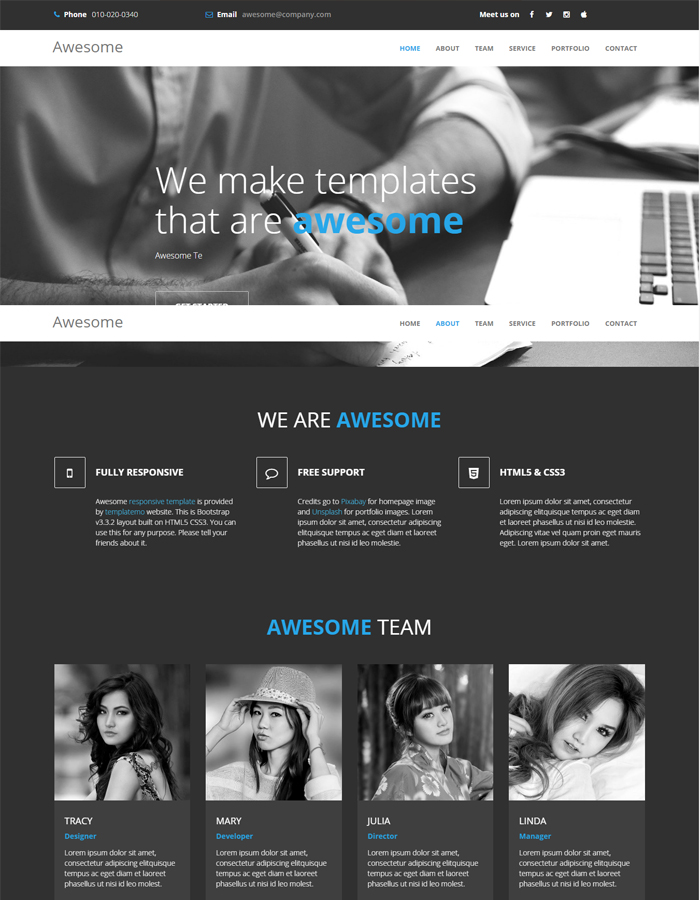 Phone 010-020-0340 Email awesome@company.com Meet us on
Awesome HOME ABOUT TEAM SERVICE PORTFOLIO CONTACT
We make templates
that are awesome
Awesome Te
GET STARTED
Awesome HOME ABOUT TEAM SERVICE PORTFOLIO CONTACT
WE ARE AWESOME
FULLY RESPONSIVE
Awesome responsive template is provided
by templatemo website. This is Bootstrap
v3.3.2 layout built on HTML5 CSS3. You can
use this for any purpose. Please tell your
friends about it.
FREE SUPPORT
Credits go to Pixabay for homepage image
and Unsplash for portfolio images. Lorem
ipsum dolor sit amet, consectetur adipiscing
elitquisque tempus ac eget diam et laoreet
phasellus ut nisi id leo molestie.
HTML5 & CSS3
Lorem ipsum dolor sit amet, consectetur
adipiscing elitquisque tempus ac eget diam
et laoreet phasellus ut nisi id leo molestie.
Adipiscing vitae vel quam proin eget mauris
eget. Lorem ipsum dolor sit amet.
AWESOME TEAM
TRACY
Designer
Lorem ipsum dolor sit amet,
consectetur adipiscing elitquisque
tempus ac eget diam et laoreet
phasellus ut nisi id leo molest.
MARY
Developer
Lorem ipsum dolor sit amet,
consectetur adipiscing elitquisque
tempus ac eget diam et laoreet
phasellus ut nisi id leo molest.
JULIA
Director
Lorem ipsum dolor sit amet,
consectetur adipiscing elitquisque
tempus ac eget diam et laoreet
phasellus ut nisi id leo molest.
LINDA
Manager
Lorem ipsum dolor sit amet,
consectetur adipiscing elitquisque
tempus ac eget diam et laoreet
phasellus ut nisi id leo molest.